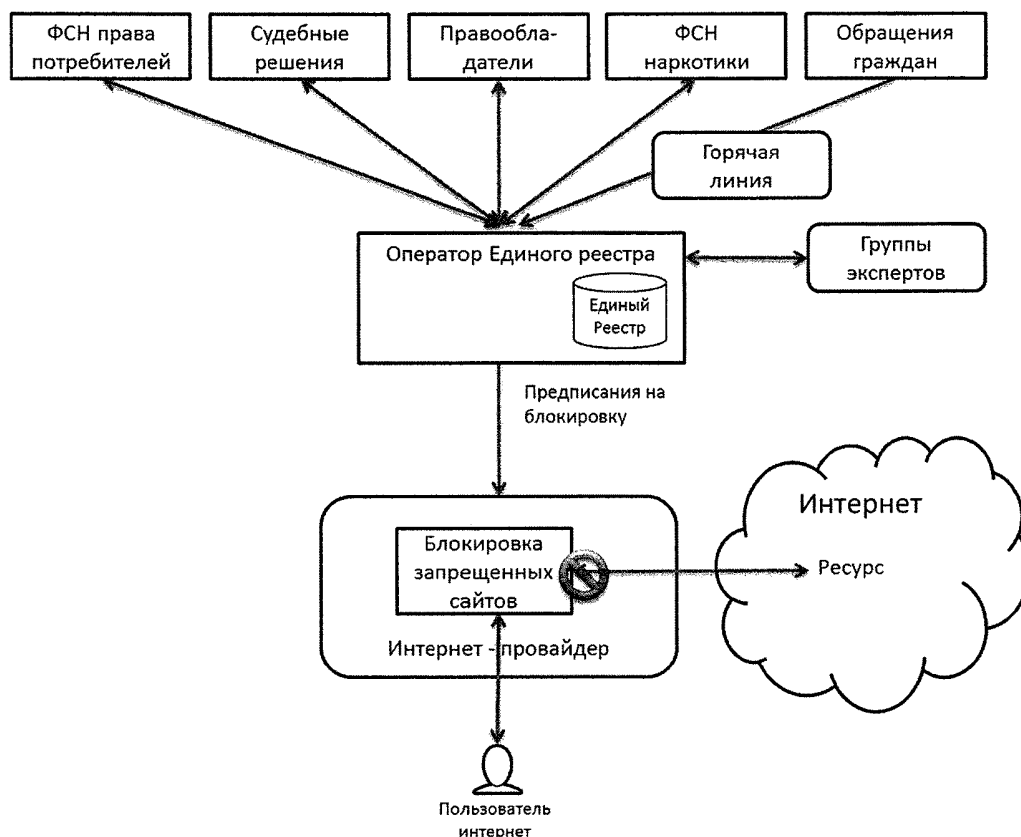 ФСН права
потребителей
Судебные
решения
Правообла-
датели
ФСН
наркотики
Обращения
граждан
Горячая
линия
Оператор Единого реестра
Группы
экспертов
Единый
Реестр
Предписания на
блокировку
Интернет
Блокировка
запрещенных
сайтов
Ресурс
Интернет - провайдер
Пользователь
интернет